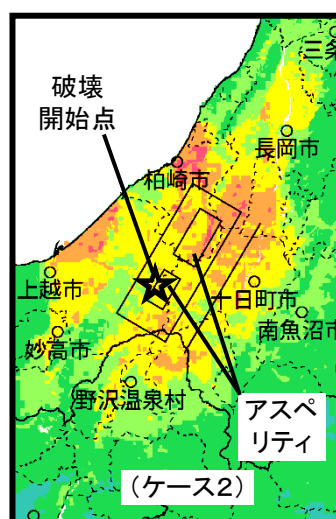 三条
破壊
開始点
長岡市
柏崎市
上越市
十日町市
南魚沼市
妙高市
野沢温泉村
アスペ
リティ
(ケース2)